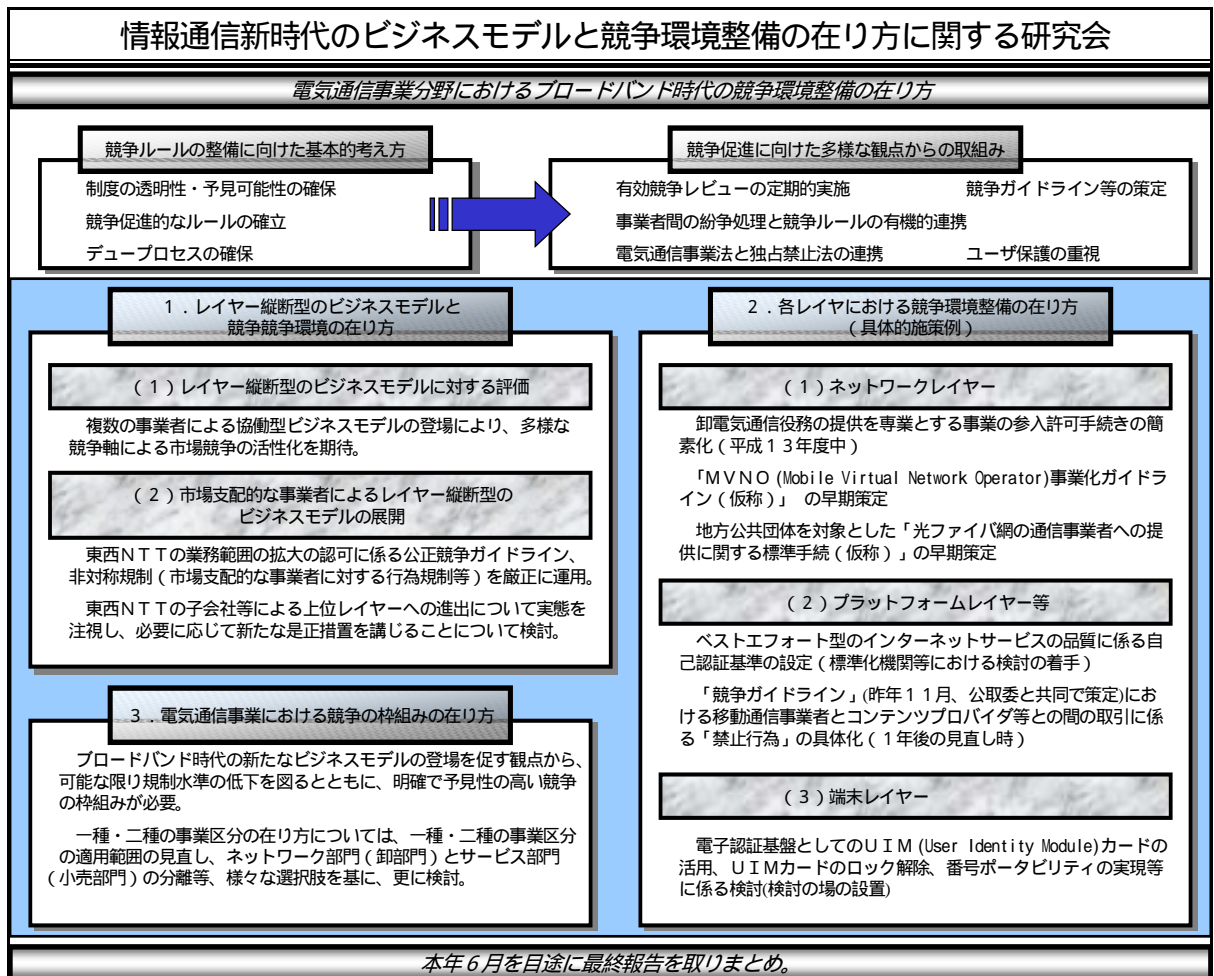 情報通信新時代のビジネスモデルと競争環境整備の在り方に関する研究会
電気通信事業分野におけるブロードバンド時代の競争環境整備の在り方
競争ルールの整備に向けた基本的考え方
制度の透明性・予見可能性の確保
競争促進的なルールの確立
デュープロセスの確保
競争促進に向けた多様な観点からの取組み
有効競争レビューの定期的実施 競争ガイドライン等の策定
事業者間の紛争処理と競争ルールの有機的連携
電気通信事業法と独占禁止法の連携 ユーザ保護の重視
1.レイヤー縦断型のビジネスモデルと
競争競争環境の在り方
(1)レイヤー縦断型のビジネスモデルに対する評価
複数の事業者による協働型ビジネスモデルの登場により、多様な
競争軸による市場競争の活性化を期待。
(2)市場支配的な事業者によるレイヤー縦断型の
ビジネスモデルの展開
東西NTTの業務範囲の拡大の認可に係る公正競争ガイドライン、
非対称規制(市場支配的な事業者に対する行為規制等)を厳正に運用。
東西NTTの子会社等による上位レイヤーへの進出について実態を
注視し、必要に応じて新たな是正措置を講じることについて検討。
3.電気通信事業における競争の枠組みの在り方
ブロードバンド時代の新たなビジネスモデルの登場を促す観点から、
可能な限り規制水準の低下を図るとともに、明確で予見性の高い競争
の枠組みが必要。
一種・二種の事業区分の在り方については、一種・二種の事業区分
の適用範囲の見直し、ネットワーク部門(卸部門)とサービス部門
(小売部門)の分離等、様々な選択肢を基に、更に検討。
2.各レイヤにおける競争環境整備の在り方
(具体的施策例)
(1)ネットワークレイヤー
卸電気通信役務の提供を専業とする事業の参入許可手続きの簡
素化(平成13年度中)
「MVNO(Mobile Virtual Network Operator)事業化ガイドラ
イン(仮称)」 の早期策定
地方公共団体を対象とした「光ファイバ網の通信事業者への提
供に関する標準手続(仮称)」の早期策定
(2)プラットフォームレイヤー等
ベストエフォート型のインターネットサービスの品質に係る自
己認証基準の設定(標準化機関等における検討の着手)
「競争ガイドライン」(昨年11月、公取委と共同で策定)にお
ける移動通信事業者とコンテンツプロバイダ等との間の取引に係
る「禁止行為」の具体化(1年後の見直し時)
(3)端末レイヤー
電子認証基盤としてのUIM(User Identity Module)カードの
活用、UIMカードのロック解除、番号ポータビリティの実現等
に係る検討(検討の場の設置)
本年6月を目途に最終報告を取りまとめ。